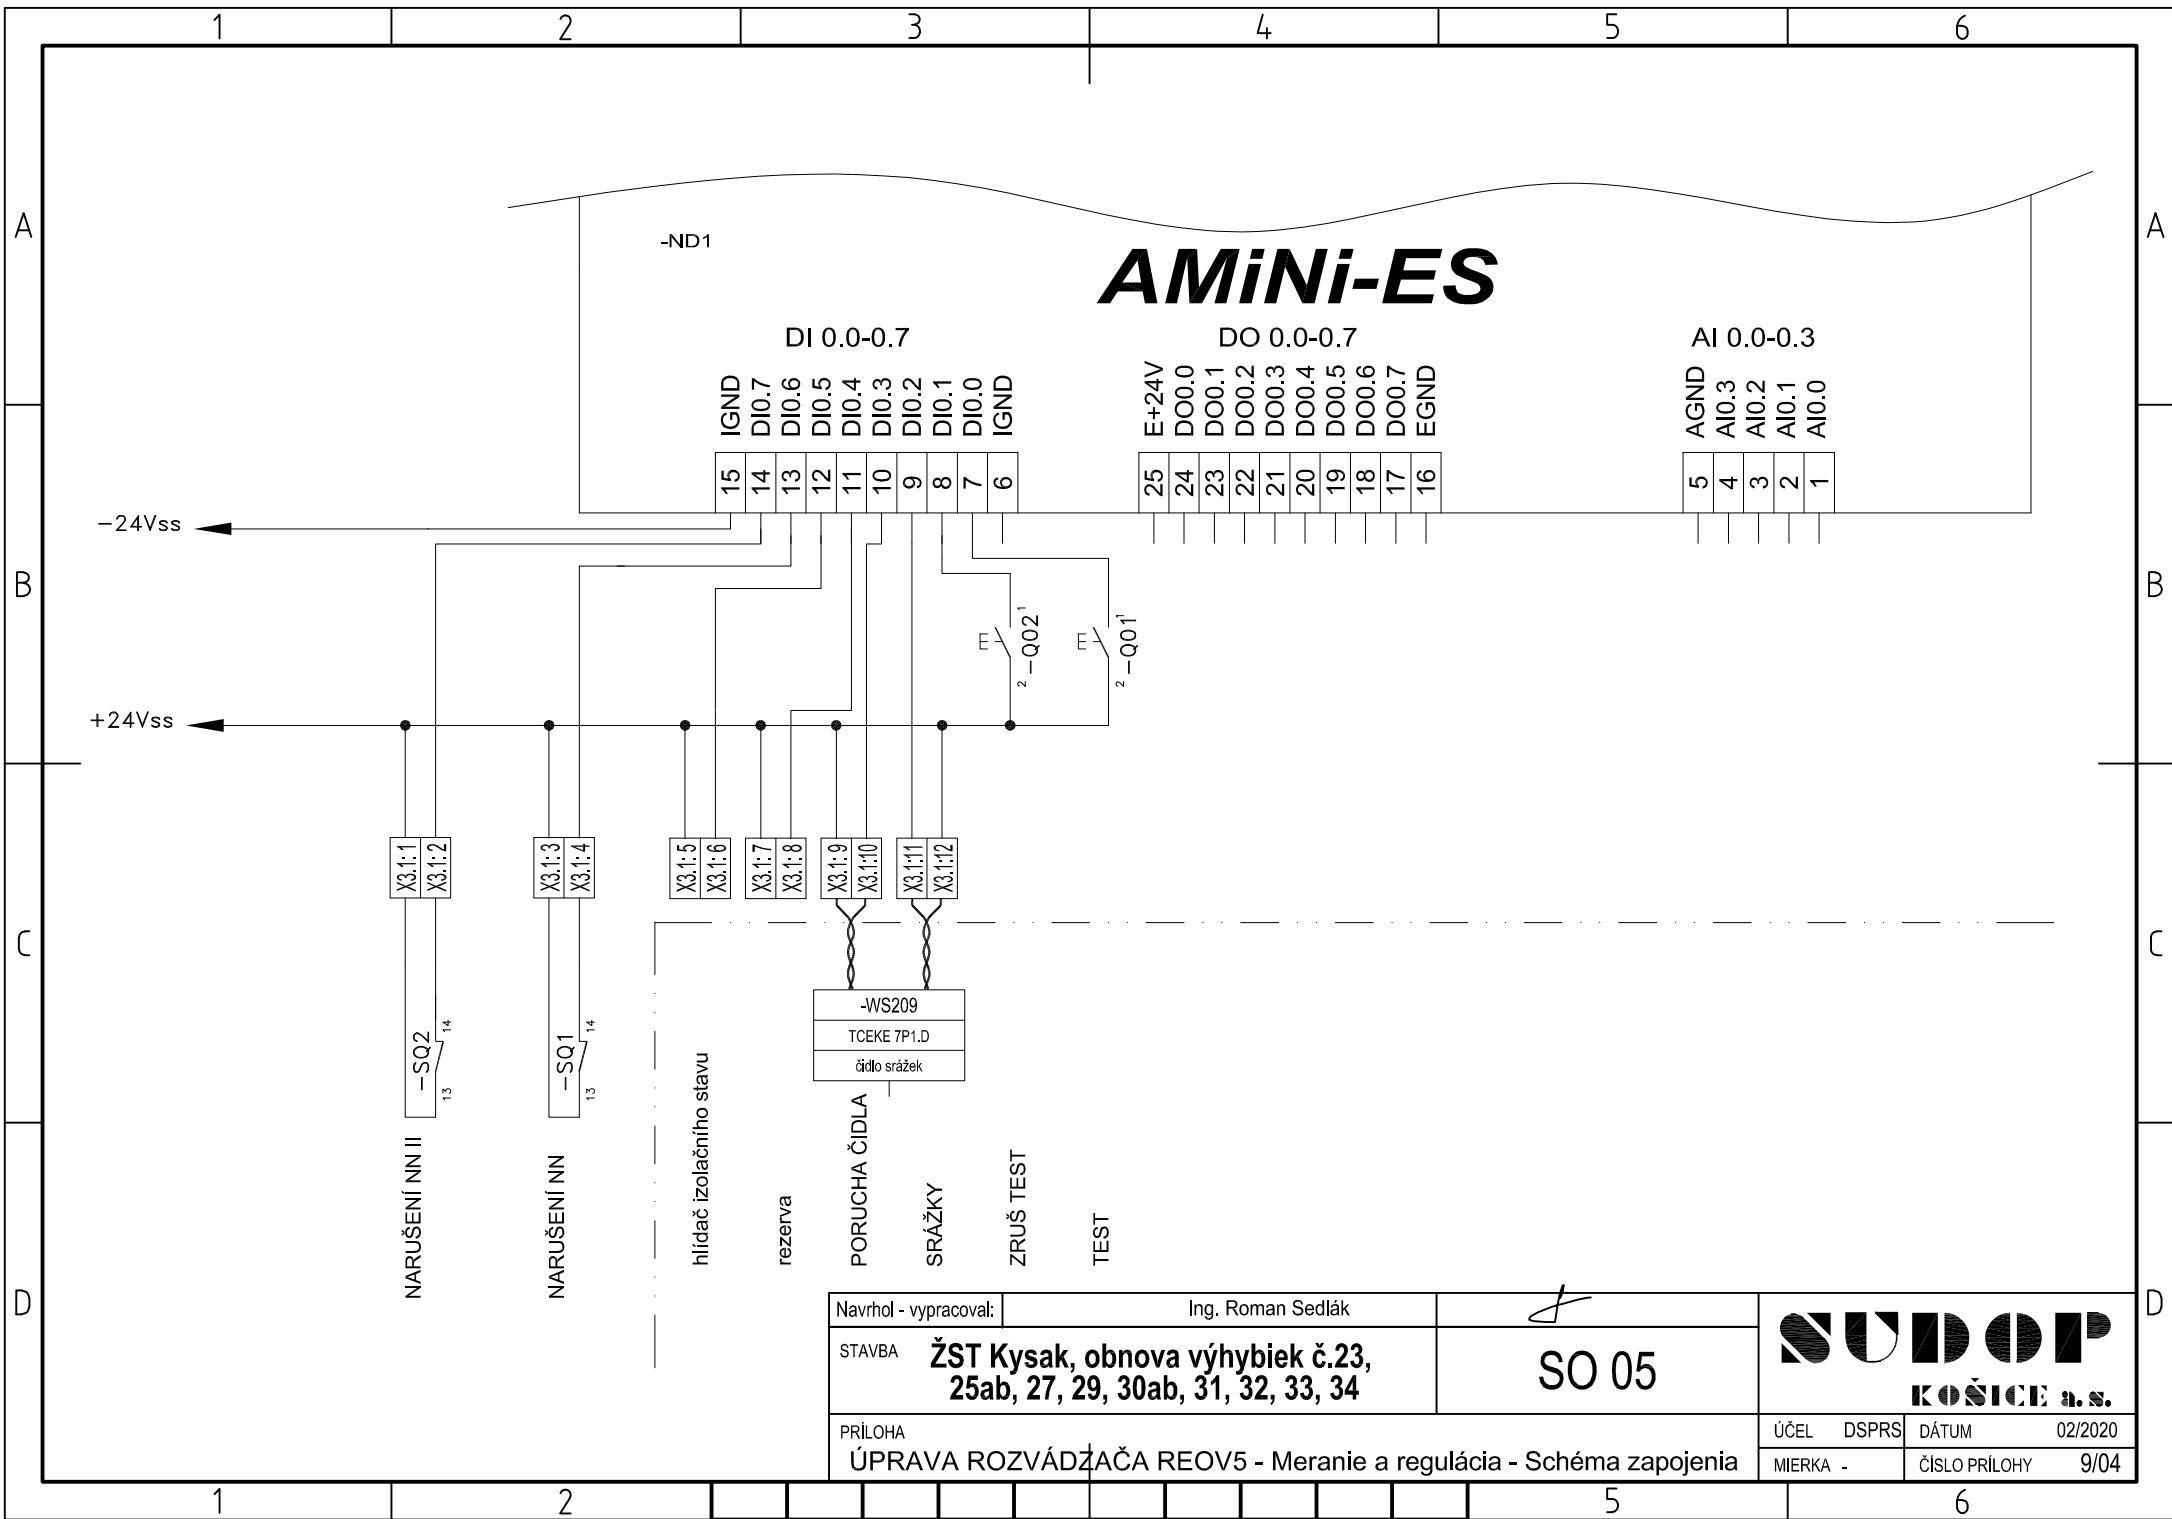 1 2 3 4 5 6
A A
-ND1
AMiNi-ES
DI 0.0-0.7 DO 0.0-0.7 AI 0.0-0.3
IGND DI0.7 DI0.6 DI0.5 DI0.4 DI0.3 DI0.2 DI0.1 DI0.0 IGND
E+24V DO0.0 DO0.1 DO0.2 DO0.3 DO0.4 DO0.5 DO0.6 DO0.7 EGND
AGND AI0.3 AI0.2 AI0.1 AI0.0
15 14 13 12 11 10 9 8 7 6
25 24 23 22 21 20 19 18 17 16
5 4 3 2 1
-24Vss
B B
E 1 2 -QO2
E 1 2 -QO1
+24Vss
X3.1:1 X3.1:2 X3.1:3 X3.1:4 X3.1:5 X3.1:6 X3.1:7 X3.1:8 X3.1:9 X3.1:10 X3.1:11 X3.1:12
C C
-WS209
TCEKE 7P1.D
čidlo srážek
-SQ2 14 13
-SQ1 14 13
NARUŠENÍ NN II
NARUŠENÍ NN
hlídač izolačního stavu
rezerva
PORUCHA ČIDLA
SRÁŽKY
ZRUŠ TEST
TEST
D D
Navrhol - vypracoval: Ing. Roman Sedlák
STAVBA ŽST Kysak, obnova výhybiek č.23,
25ab, 27, 29, 30ab, 31, 32, 33, 34
SO 05
SUDOP
KOŠICE a.s.
PRÍLOHA
ÚPRAVA ROZVÁDZAČA REOV5 - Meranie a regulácia - Schéma zapojenia
ÚČEL DSPRS DÁTUM 02/2020
MIERKA - ČÍSLO PRÍLOHY 9/04
1 2 5 6